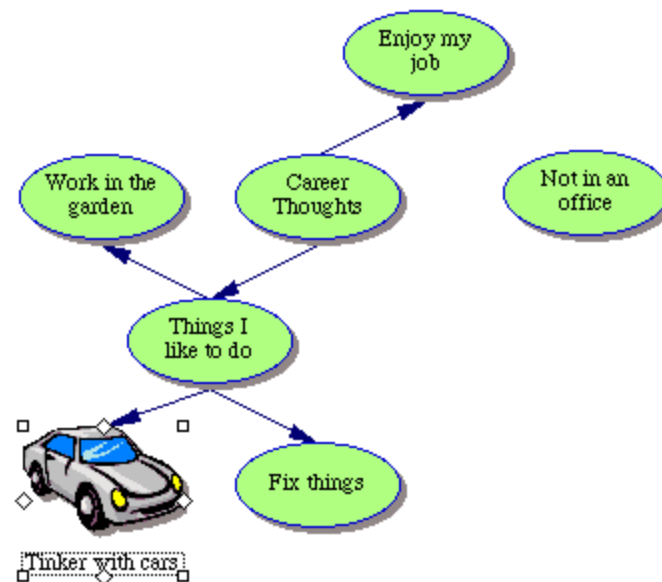 Enjoy my
job
Work in the
garden
Career
Thoughts
Not in an
office
Things I
like to do
Fix things
Tinker with cars